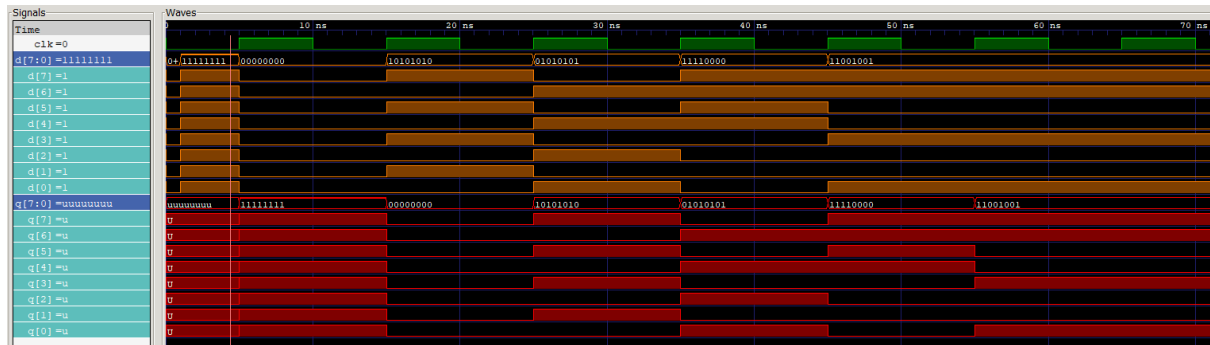 Signals
Waves
Time
10 ns 20 ns 30 ns 40 ns 50 ns 60 ns 70 ns
clk=0
d[7:0]=11111111 0+ 11111111 00000000 10101010 01010101 11110000 11001001
d[7]=1
d[6]=1
d[5]=1
d[4]=1
d[3]=1
d[2]=1
d[1]=1
d[0]=1
q[7:0]=uuuuuuuu uuuuuuuu 11111111 00000000 10101010 01010101 11110000 11001001
q[7]=u U
q[6]=u U
q[5]=u U
q[4]=u U
q[3]=u U
q[2]=u U
q[1]=u U
q[0]=u U